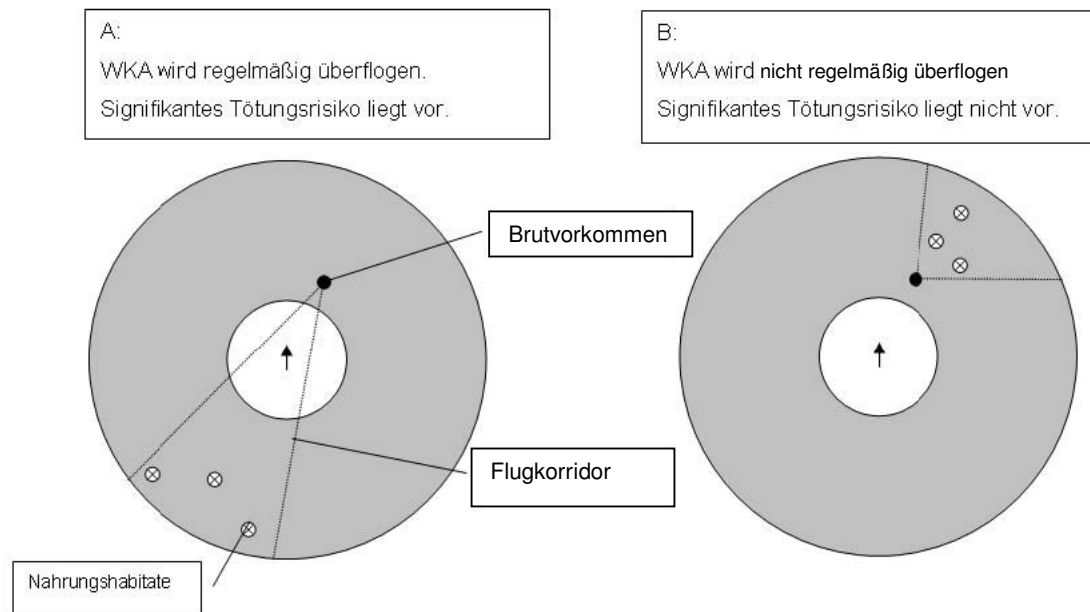 A:
WKA wird regelmäßig überflogen.
Signifikantes Tötungsrisiko liegt vor.
B:
WKA wird nicht regelmäßig überflogen
Signifikantes Tötungsrisiko liegt nicht vor.
Brutvorkommen
Flugkorridor
Nahrungshabitate